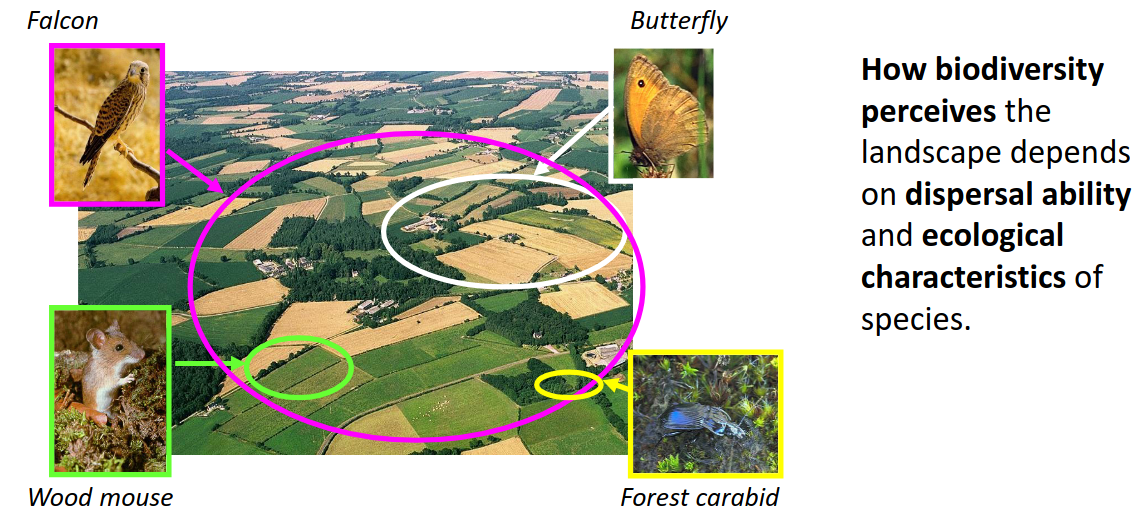 Falcon
Butterfly
How biodiversity
perceives the
landscape depends
on dispersal ability
and ecological
characteristics of
species.
Wood mouse
Forest carabid